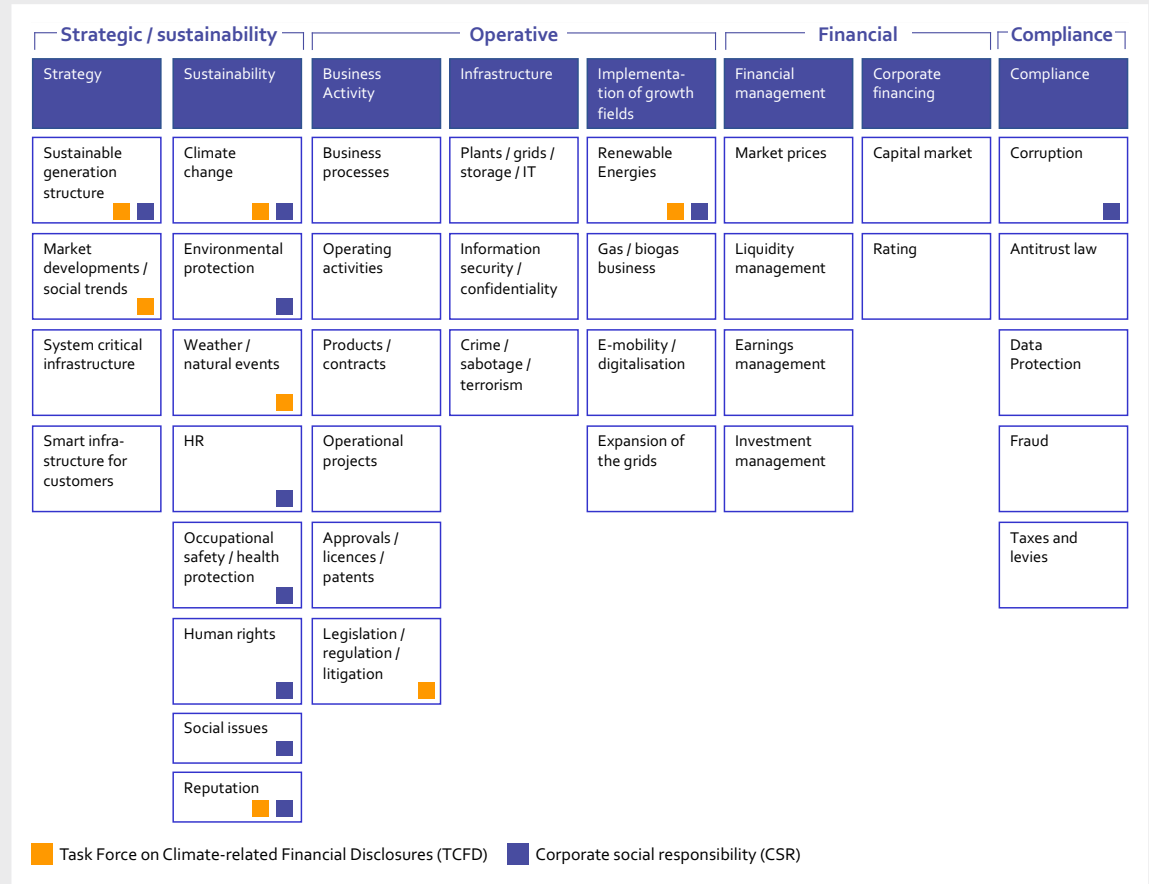 Strategic / sustainability
Operative
Financial
Compliance
Strategy
Sustainability
Business
Activity
Infrastructure
Implementa-
tion of growth
fields
Financial
management
Corporate
financing
Compliance
Sustainable
generation
structure
Climate
change
Business
processes
Plants / grids /
storage / IT
Renewable
Energies
Market prices
Capital market
Corruption
Market
developments /
social trends
Environmental
protection
Operating
activities
Information
security /
confidentiality
Gas / biogas
business
Liquidity
management
Rating
Antitrust law
System critical
infrastructure
Weather /
natural events
Products /
contracts
Crime /
sabotage /
terrorism
E-mobility /
digitalisation
Earnings
management
Data
Protection
Smart infra-
structure for
customers
HR
Operational
projects
Expansion of
the grids
Investment
management
Fraud
Occupational
safety / health
protection
Approvals /
licences /
patents
Taxes and
levies
Human rights
Legislation /
regulation /
litigation
Social issues
Reputation
Task Force on Climate-related Financial Disclosures (TCFD)
Corporate social responsibility (CSR)